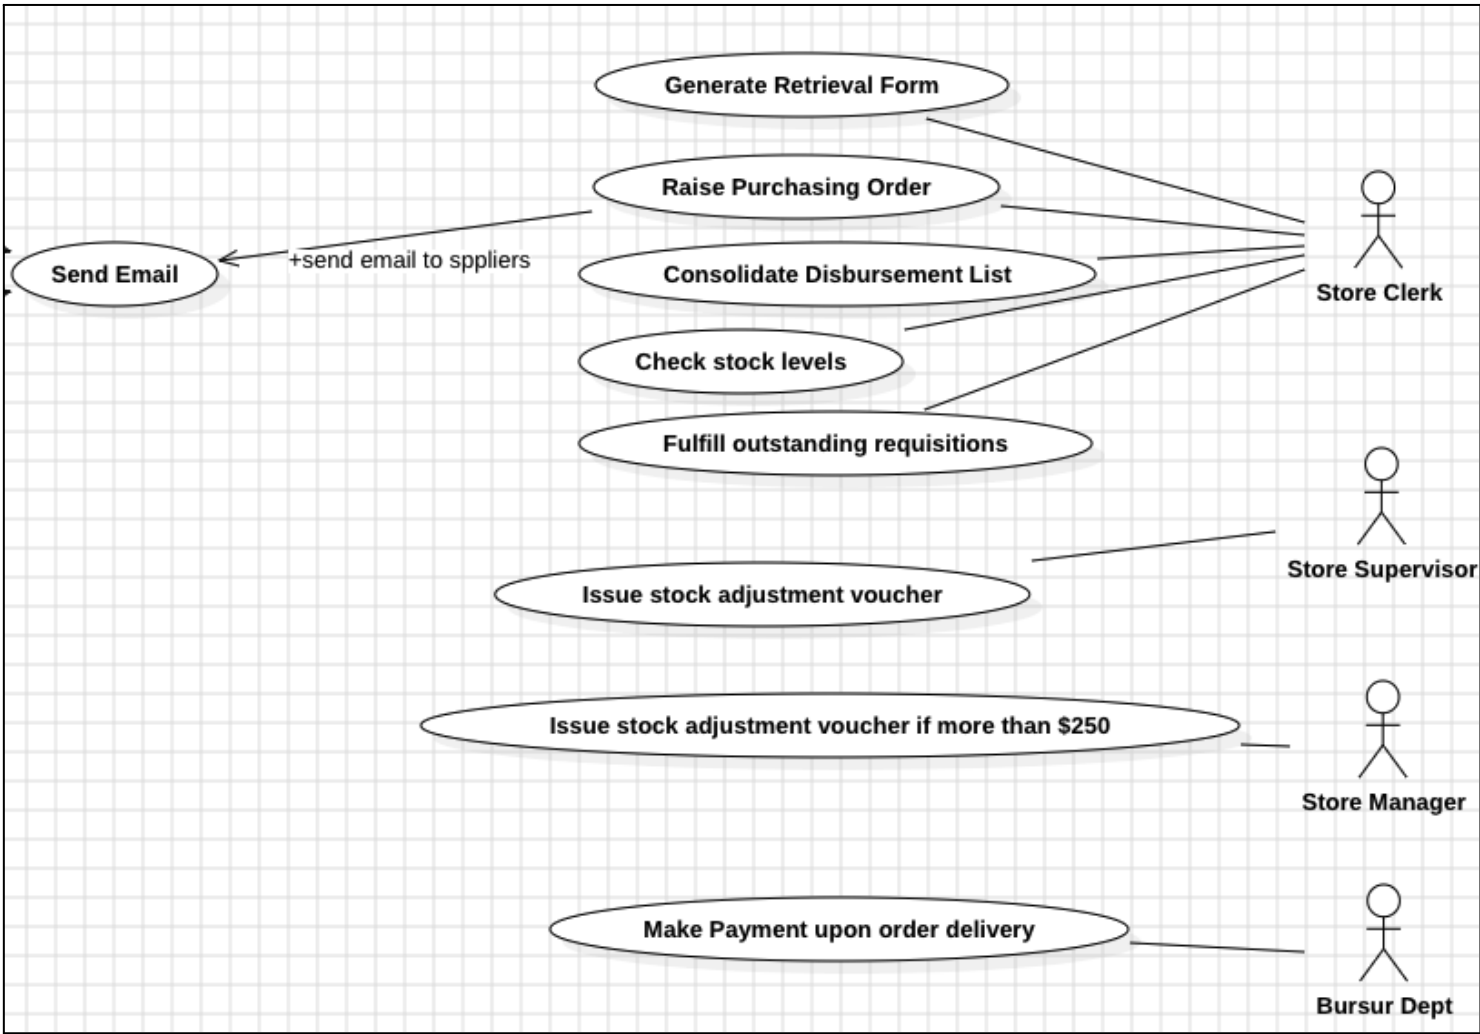 Generate Retrieval Form
Raise Purchasing Order
Send Email
+send email to sppliers
Consolidate Disbursement List
Store Clerk
Check stock levels
Fulfill outstanding requisitions
Store Supervisor
Issue stock adjustment voucher
Issue stock adjustment voucher if more than $250
Store Manager
Make Payment upon order delivery
Bursur Dept